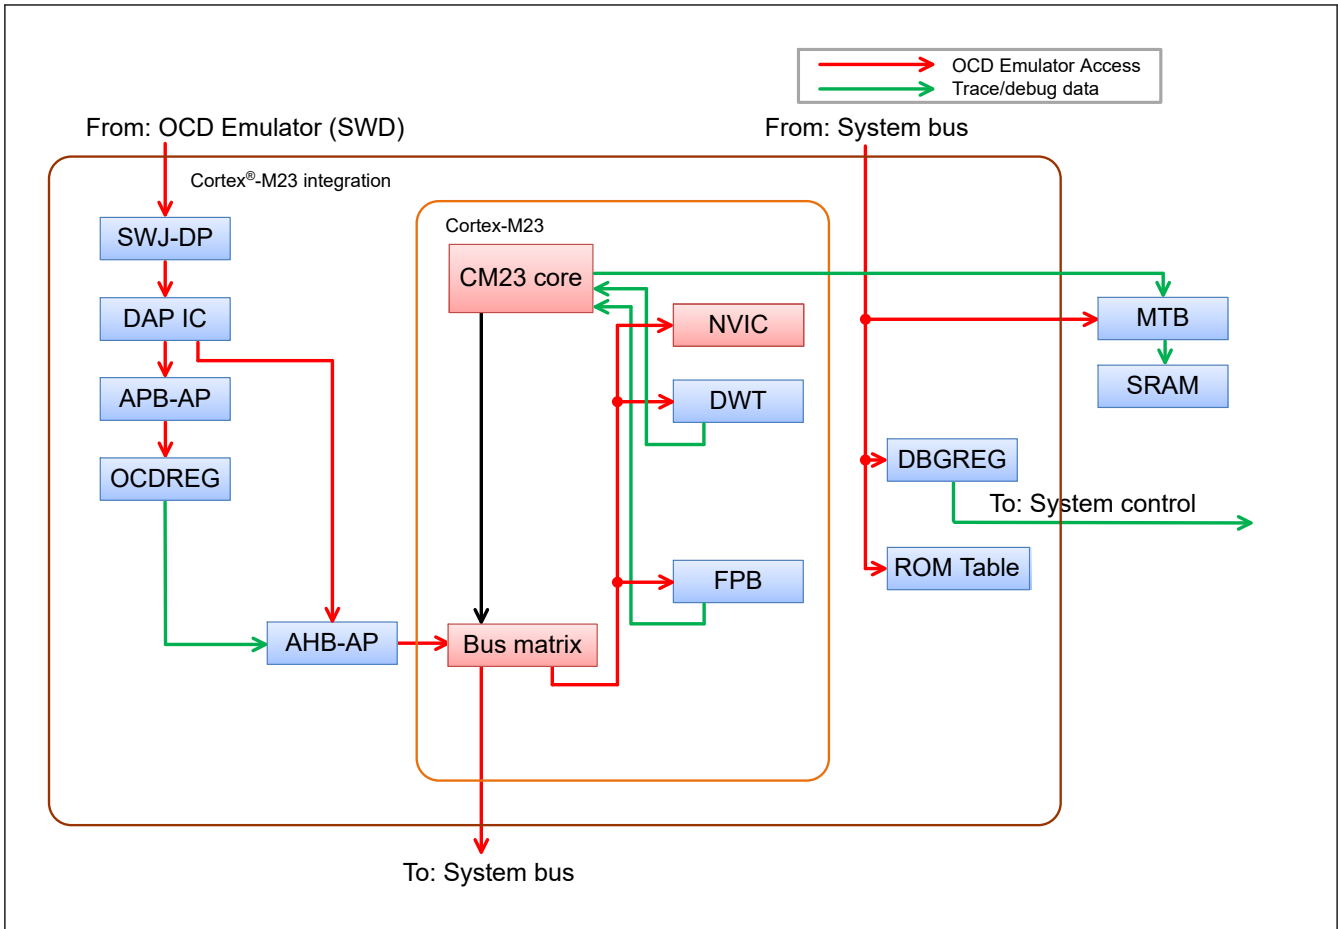 OCD Emulator Access
Trace/debug data
From: OCD Emulator (SWD)
From: System bus
Cortex®-M23 integration
Cortex-M23
SWJ-DP
CM23 core
DAP IC
NVIC
MTB
APB-AP
DWT
SRAM
OCDREG
DBGREG
To: System control
FPB
ROM Table
AHB-AP
Bus matrix
To: System bus